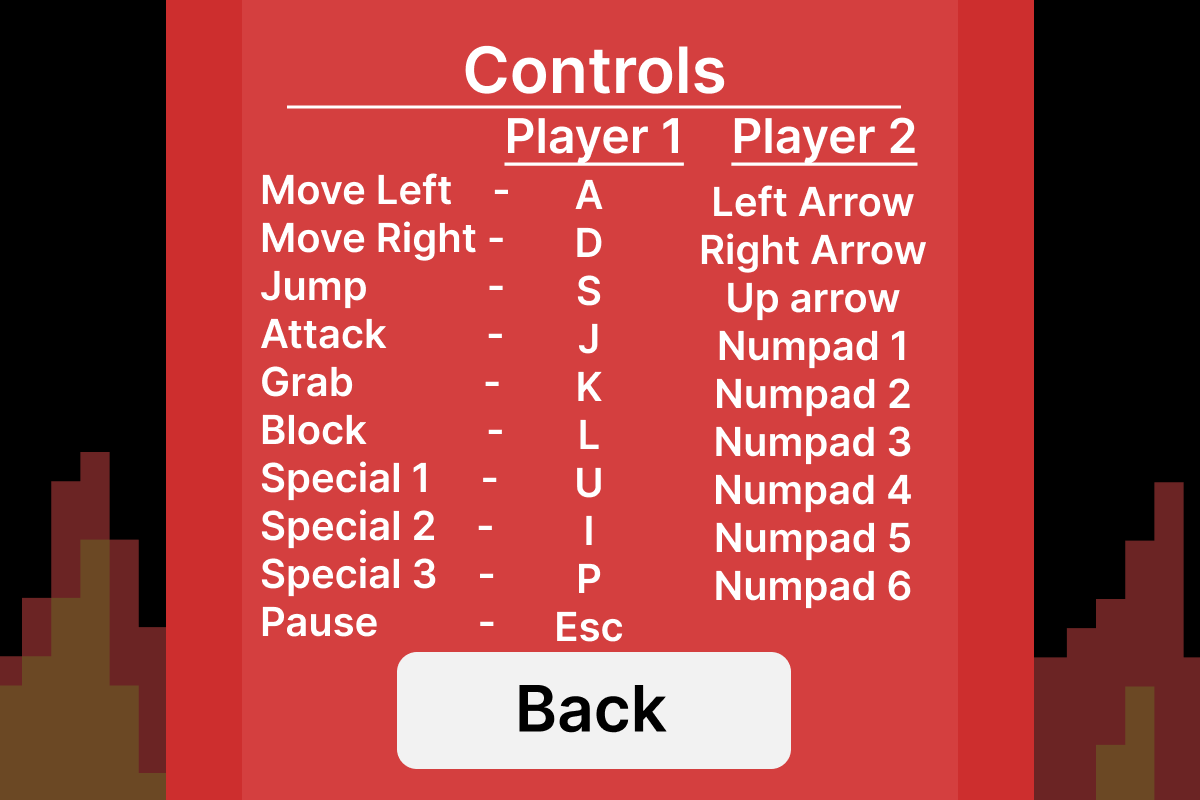 Controls
Player 1 Player 2
Move Left - A Left Arrow
Move Right - D Right Arrow
Jump - S Up arrow
Attack - J Numpad 1
Grab - K Numpad 2
Block - L Numpad 3
Special 1 - U Numpad 4
Special 2 - I Numpad 5
Special 3 - P Numpad 6
Pause - Esc
Back